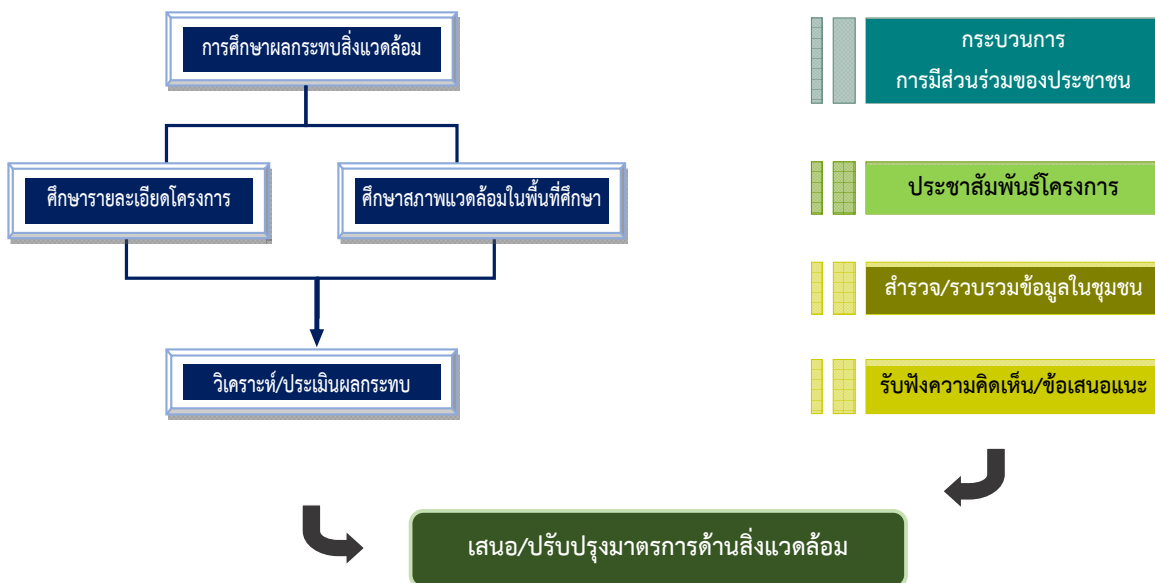 การศึกษาผลกระทบสิ่งแวดล้อม
ศึกษารายละเอียดโครงการ
ศึกษาสภาพแวดล้อมในพื้นที่ศึกษา
วิเคราะห์/ประเมินผลกระทบ
กระบวนการ
การมีส่วนร่วมของประชาชน
ประชาสัมพันธ์โครงการ
สำรวจ/รวบรวมข้อมูลในชุมชน
รับฟังความคิดเห็น/ข้อเสนอแนะ
เสนอ/ปรับปรุงมาตรการด้านสิ่งแวดล้อม